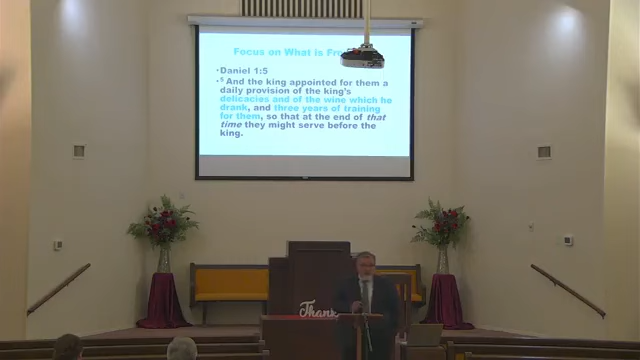 Focus on What is
•Daniel 1:5
•⁵ And the king appointed for them a
daily provision of the king's
delicacies and of the wine which he
drank, and three years of training
for them, so that at the end of that
time they might serve before the
king.
Thank